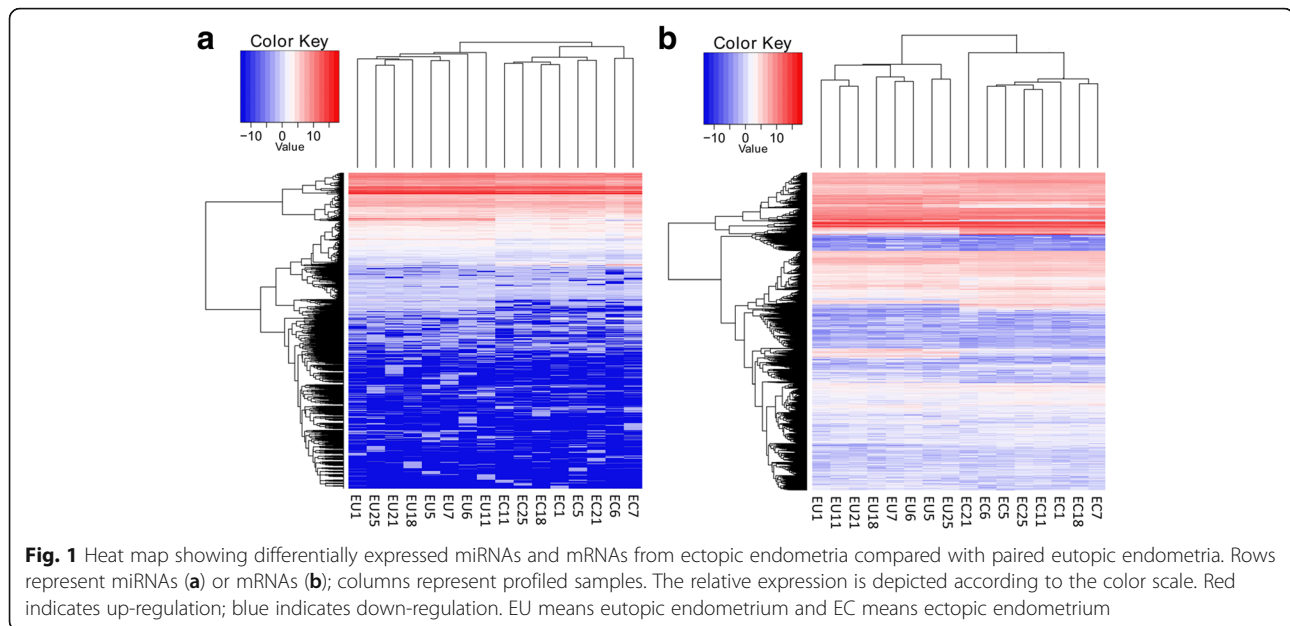 a
Color Key
−10 0 10
Value
EU1 EU25 EU21 EU18 EU5 EU7 EU6 EU11 EC11 EC25 EC18 EC1 EC5 EC21 EC6 EC7
b
Color Key
−10 0 10
Value
EU1 EU11 EU21 EU18 EU7 EU6 EU5 EU25 EC21 EC6 EC5 EC25 EC11 EC1 EC18 EC7
Fig. 1 Heat map showing differentially expressed miRNAs and mRNAs from ectopic endometria compared with paired eutopic endometria. Rows
represent miRNAs (a) or mRNAs (b); columns represent profiled samples. The relative expression is depicted according to the color scale. Red
indicates up-regulation; blue indicates down-regulation. EU means eutopic endometrium and EC means ectopic endometrium